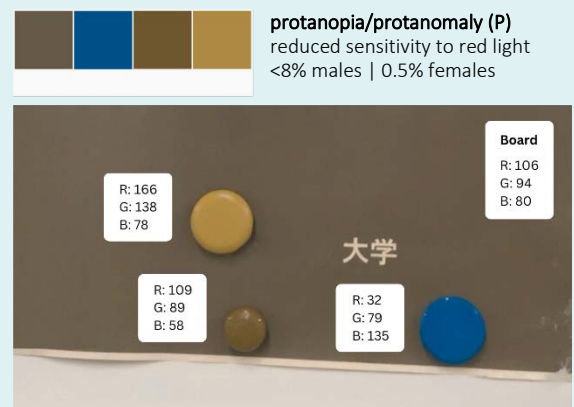 protanopia/protanomaly (P)
reduced sensitivity to red light
<8% males | 0.5% females
Board
R: 106
G: 94
B: 80
R: 166
G: 138
B: 78
大学
R: 109
G: 89
B: 58
R: 32
G: 79
B: 135